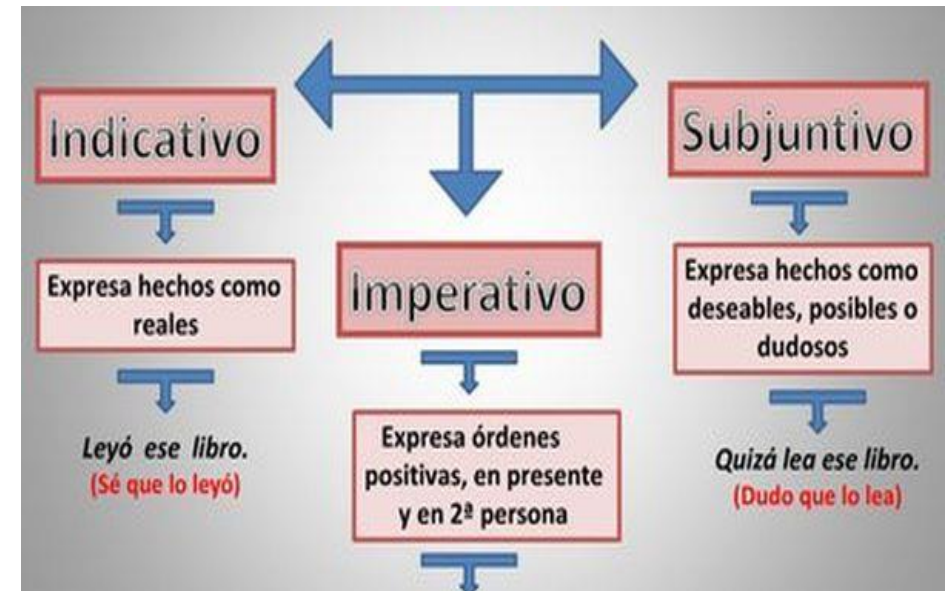 Indicativo
Expresa hechos como
reales
Leyó ese libro.
(Sé que lo leyó)
Imperativo
Expresa órdenes
positivas, en presente
y en 2ª persona
Subjuntivo
Expresa hechos como
deseables, posibles o
dudosos
Quizá lea ese libro.
(Dudo que lo lea)